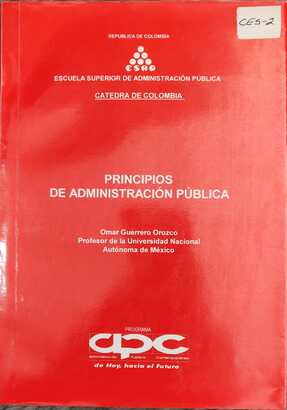 CES-2
REPUBLICA DE COLOMBIA
ESAP
ESCUELA SUPERIOR DE ADMINISTRACIÓN PÚBLICA
CATEDRA DE COLOMBIA
PRINCIPIOS
DE ADMINISTRACIÓN PÚBLICA
Omar Guerrero Orozco
Profesor de la Universidad Nacional
Autónoma de México
PROGRAMA
apc
de Hoy, hacia el Futuro